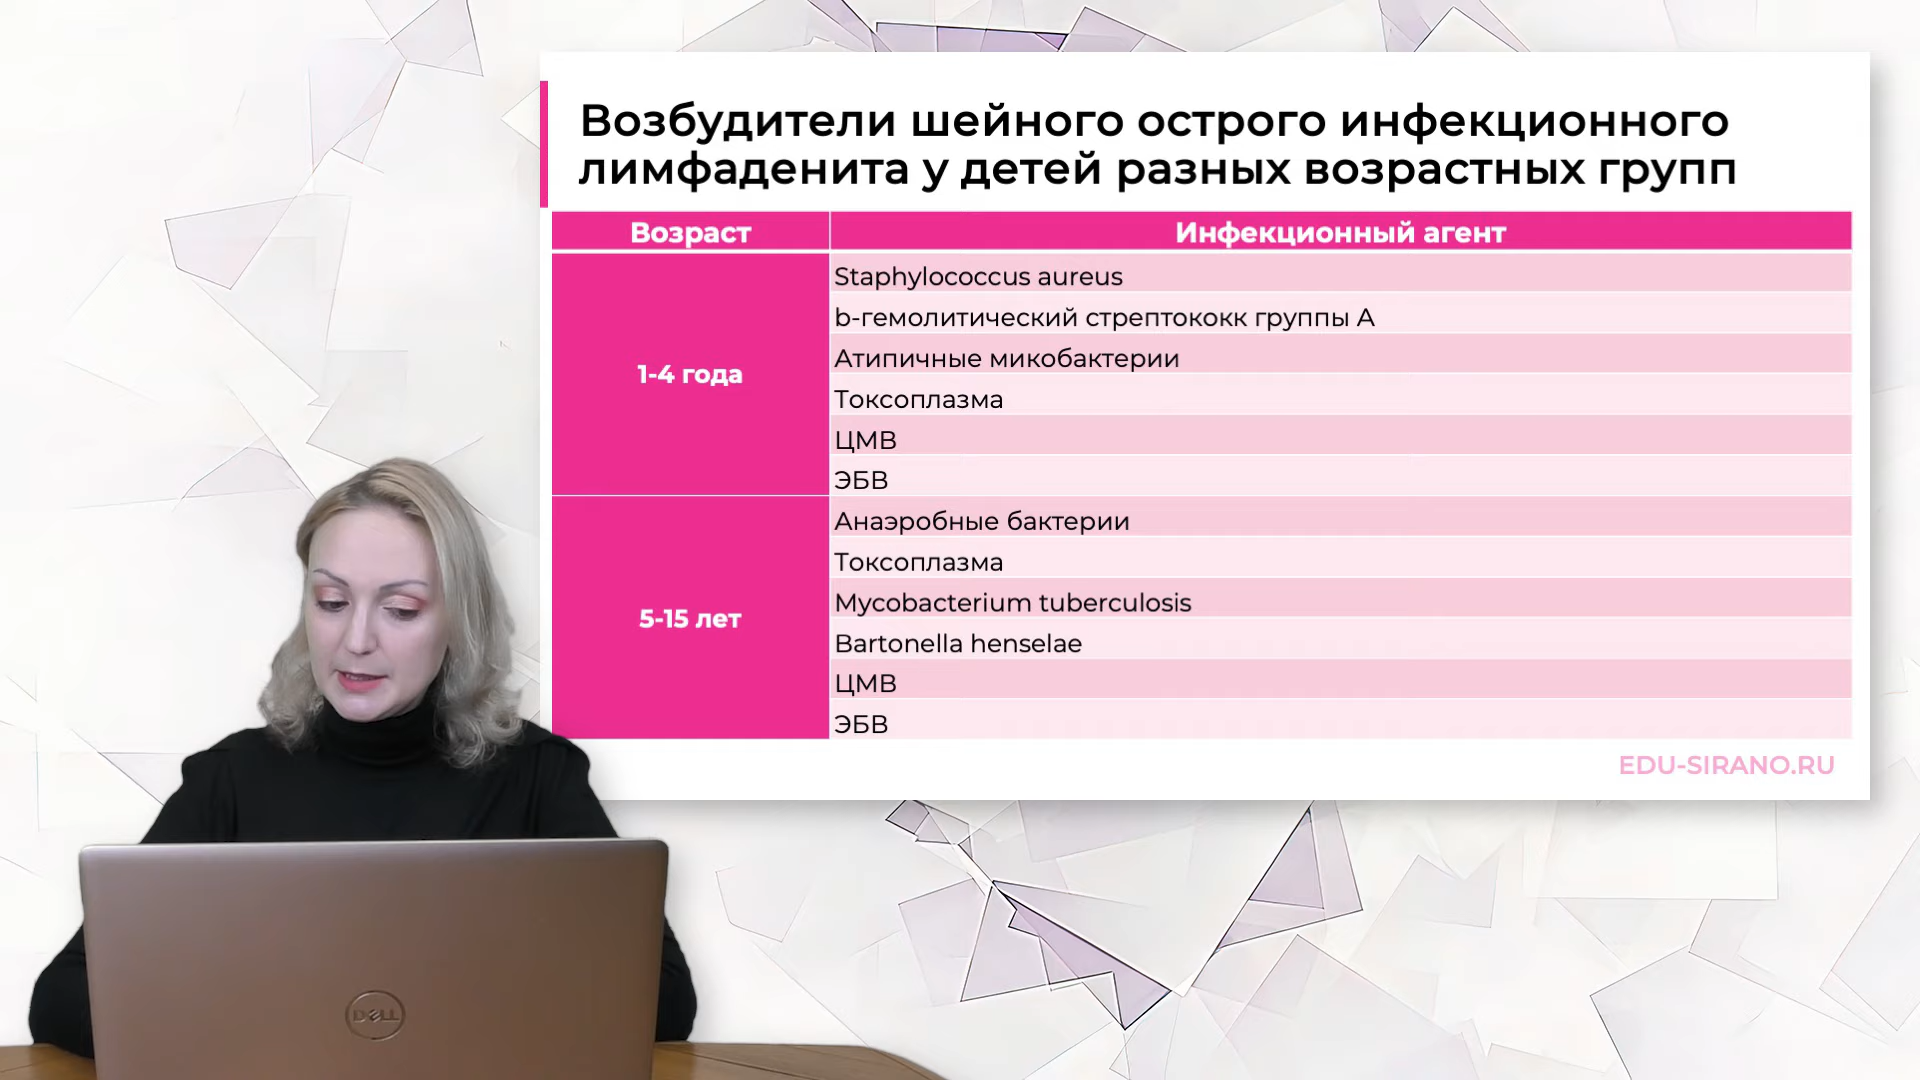 Возбудители шейного острого инфекционного
лимфаденита у детей разных возрастных групп
Возраст
Инфекционный агент
1-4 года
Staphylococcus aureus
b-гемолитический стрептококк группы А
Атипичные микобактерии
Токсоплазма
ЦМВ
ЭБВ
5-15 лет
Анаэробные бактерии
Токсоплазма
Mycobacterium tuberculosis
Bartonella henselae
ЦМВ
ЭБВ
EDU-SIRANO.RU
DELL